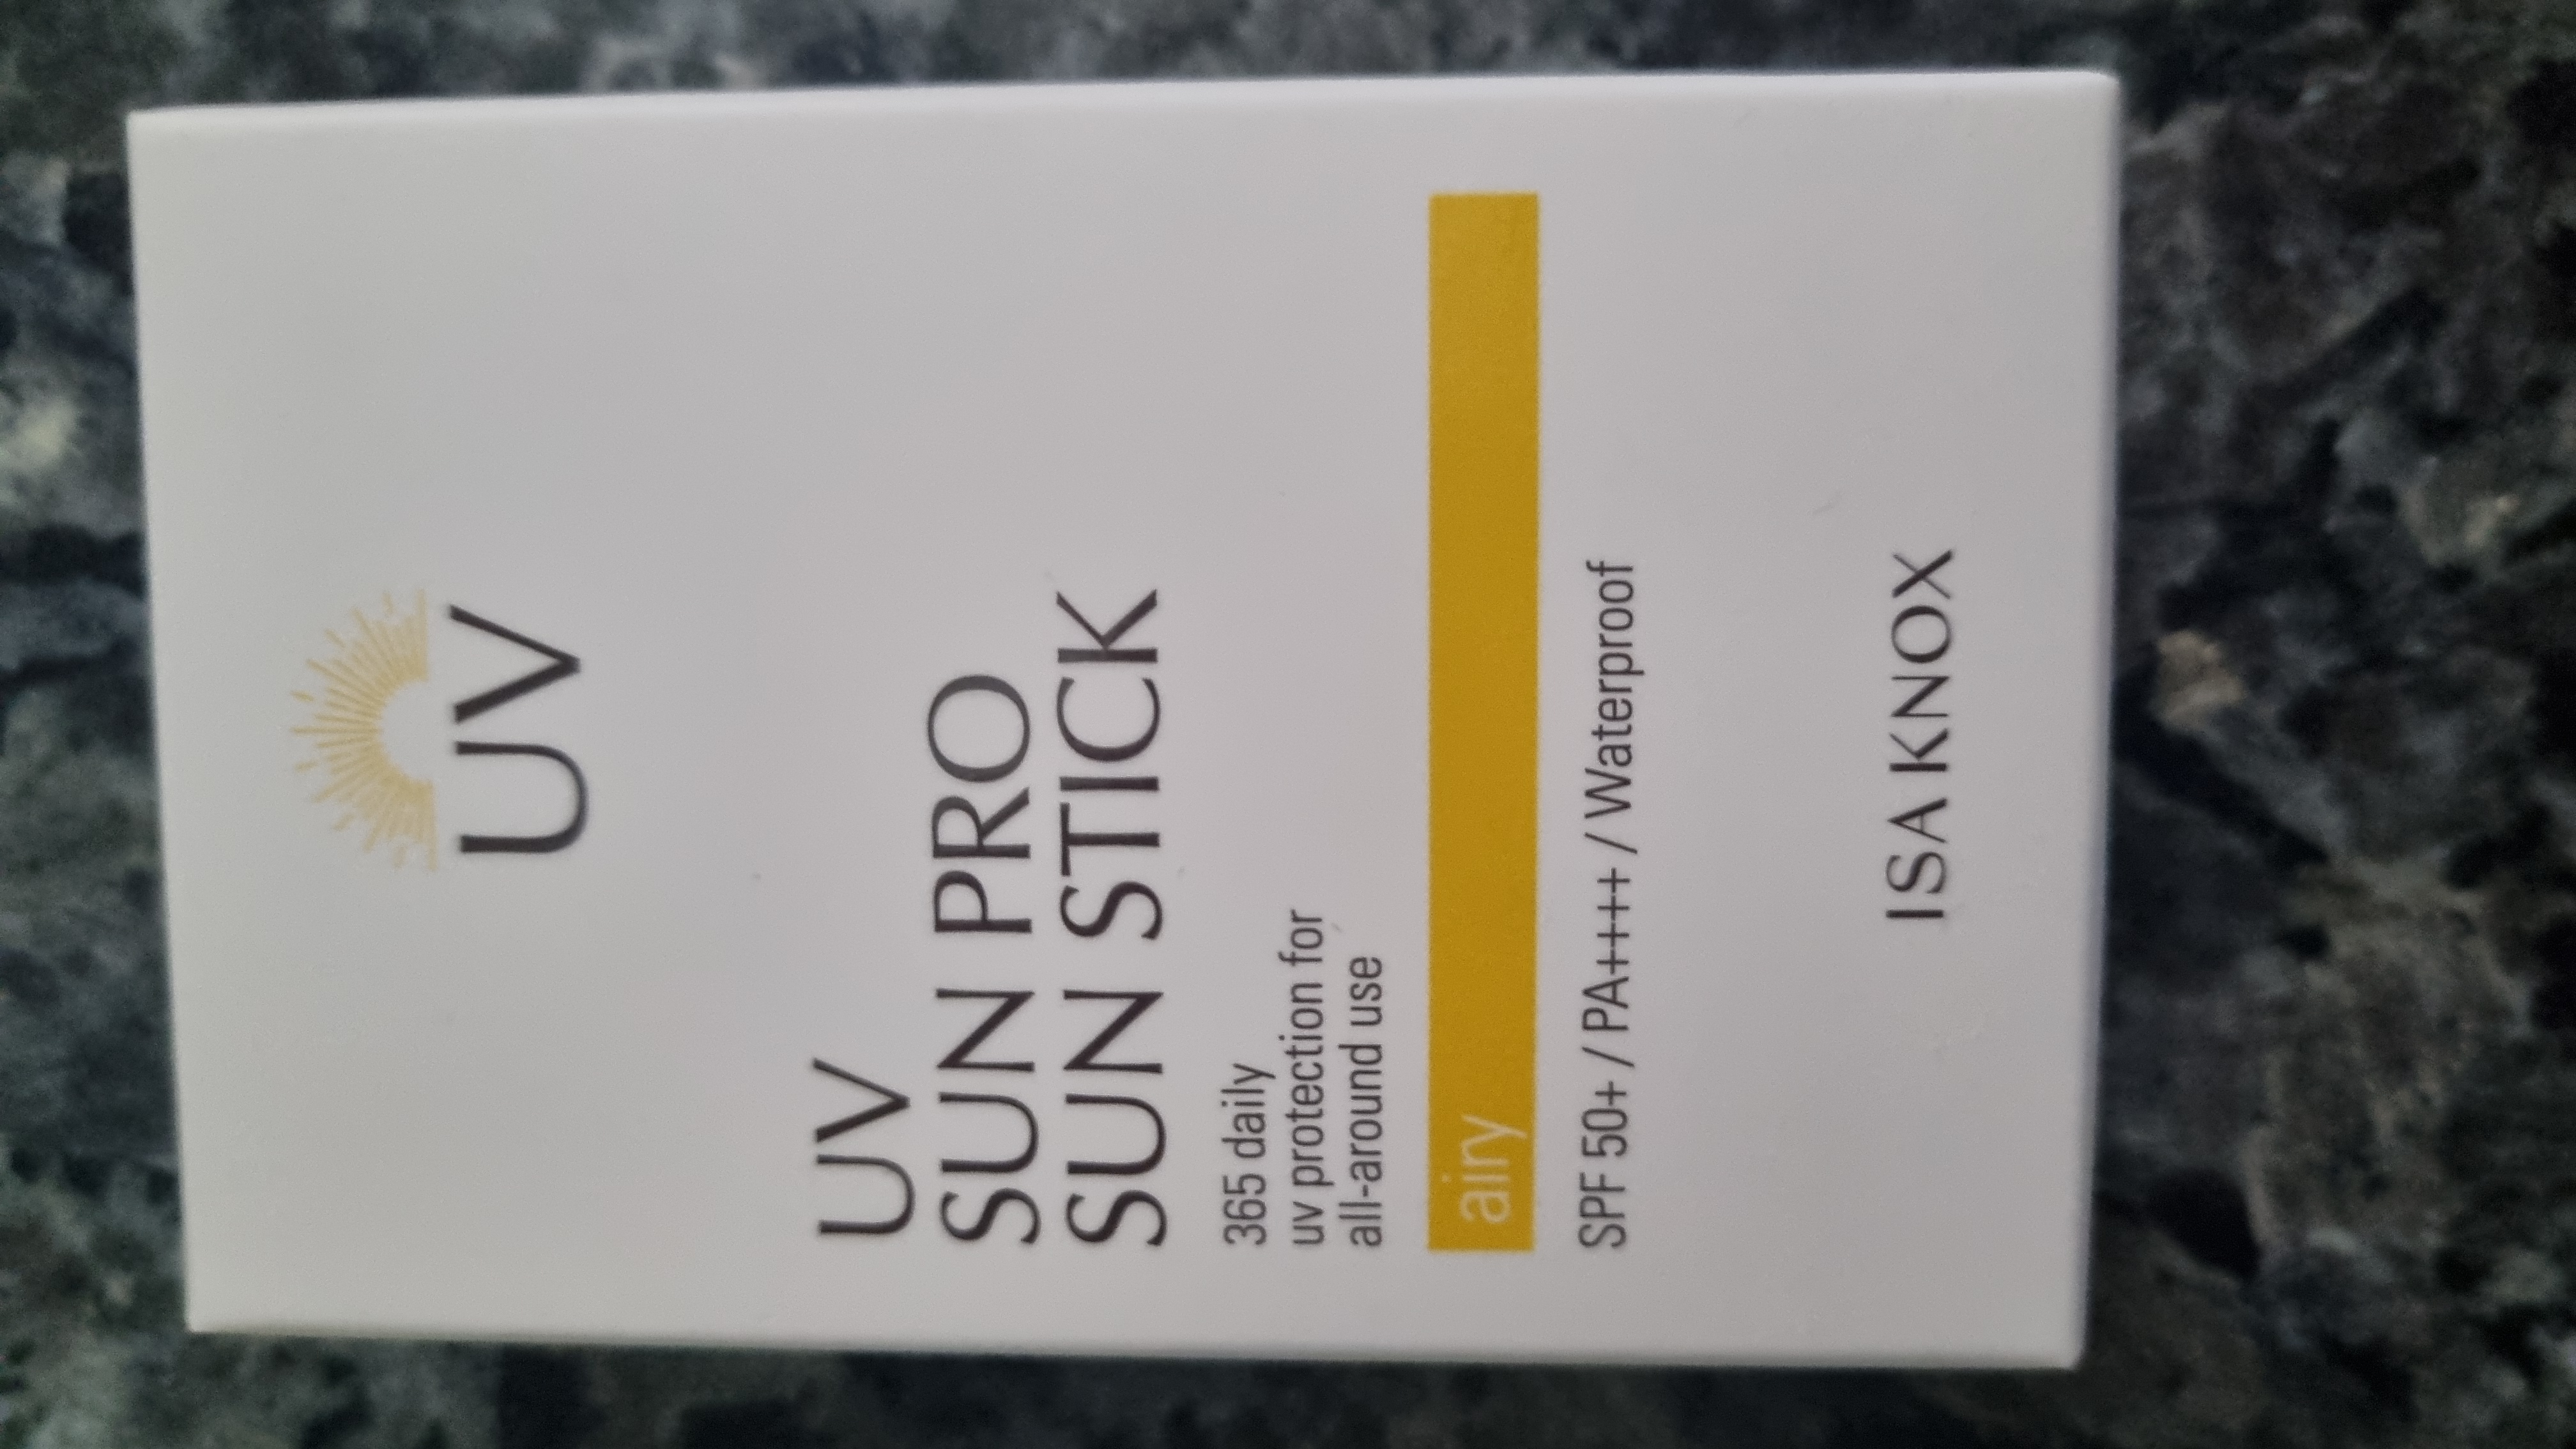 UV
UV
SUN PRO
SUN STICK
365 daily
uv protection for
all-around use
airy
SPF 50+ / PA++++ / Waterproof
ISA KNOX